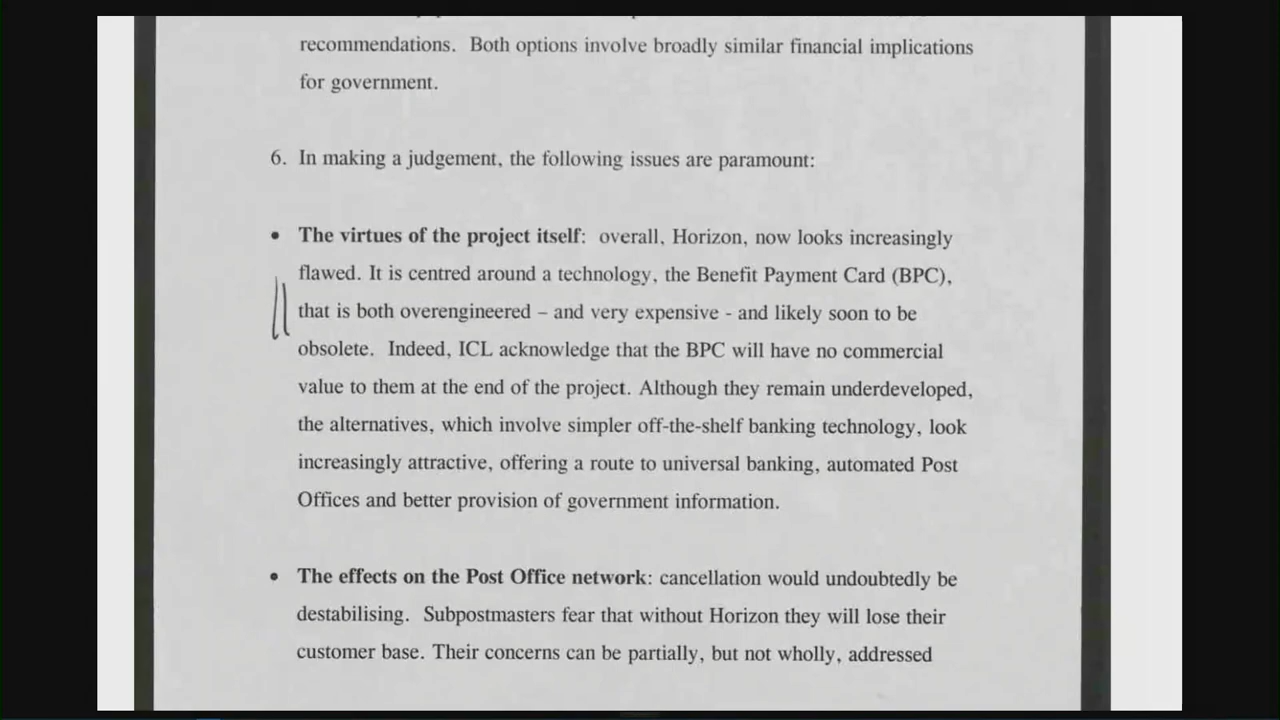 recommendations. Both options involve broadly similar financial implications
for government.
6. In making a judgement, the following issues are paramount:
• The virtues of the project itself: overall, Horizon, now looks increasingly
flawed. It is centred around a technology, the Benefit Payment Card (BPC),
that is both overengineered – and very expensive - and likely soon to be
obsolete. Indeed, ICL acknowledge that the BPC will have no commercial
value to them at the end of the project. Although they remain underdeveloped,
the alternatives, which involve simpler off-the-shelf banking technology, look
increasingly attractive, offering a route to universal banking, automated Post
Offices and better provision of government information.
• The effects on the Post Office network: cancellation would undoubtedly be
destabilising. Subpostmasters fear that without Horizon they will lose their
customer base. Their concerns can be partially, but not wholly, addressed